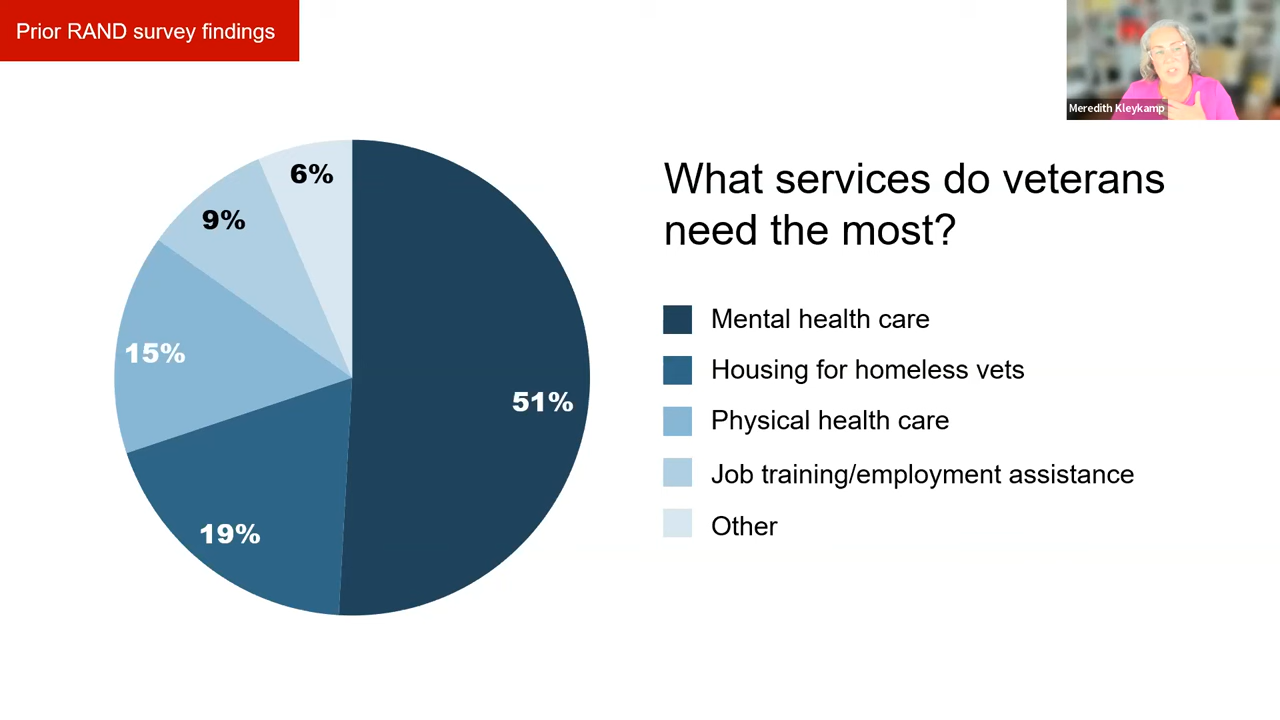 Prior RAND survey findings
Meredith Kleykamp
What services do veterans
need the most?
6%
9%
15%
51%
19%
Mental health care
Housing for homeless vets
Physical health care
Job training/employment assistance
Other